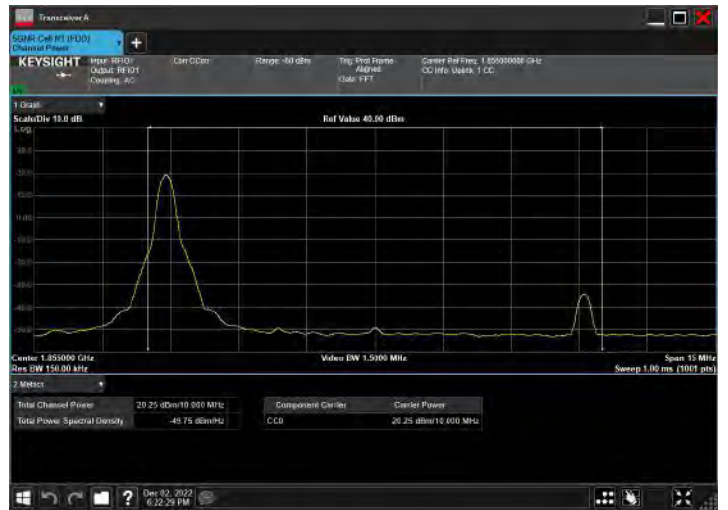 Transceiver A
5GNR Cell N1 (FDD)
Channel Power
KEYSIGHT
Input: RFIO1
Output: RFIO1
Coupling: AC
Corr CCorr
Range: -60 dBm
Trig: Prot Frame
Aligned
Gate: FFT
Carrier Ref Freq: 1.855000000 GHz
CC Info: Uplink, 1 CC
1 Graph
Scale/Div 10.0 dB
Ref Value 40.00 dBm
Log
Center 1.855000 GHz
Video BW 1.5000 MHz
Span 15 MHz
Res BW 150.00 kHz
Sweep 1.00 ms (1001 pts)
2 Metrics
Total Channel Power
20.25 dBm/10.000 MHz
Total Power Spectral Density
-49.75 dBm/Hz
Component Carrier
Carrier Power
CC0
20.25 dBm/10.000 MHz
Dec 02, 2022
6:22:29 PM